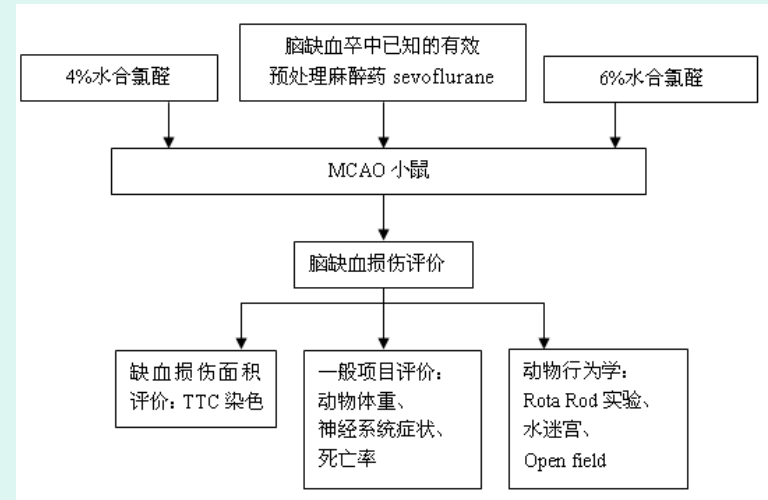 脑缺血卒中已知的有效
预处理麻醉药 sevoflurane
4%水合氯醛
6%水合氯醛
MCAO 小鼠
脑缺血损伤评价
缺血损伤面积
评价：TTC 染色
一般项目评价：
动物体重、
神经系统症状、
死亡率
动物行为学：
Rota Rod 实验、
水迷宫、
Open field